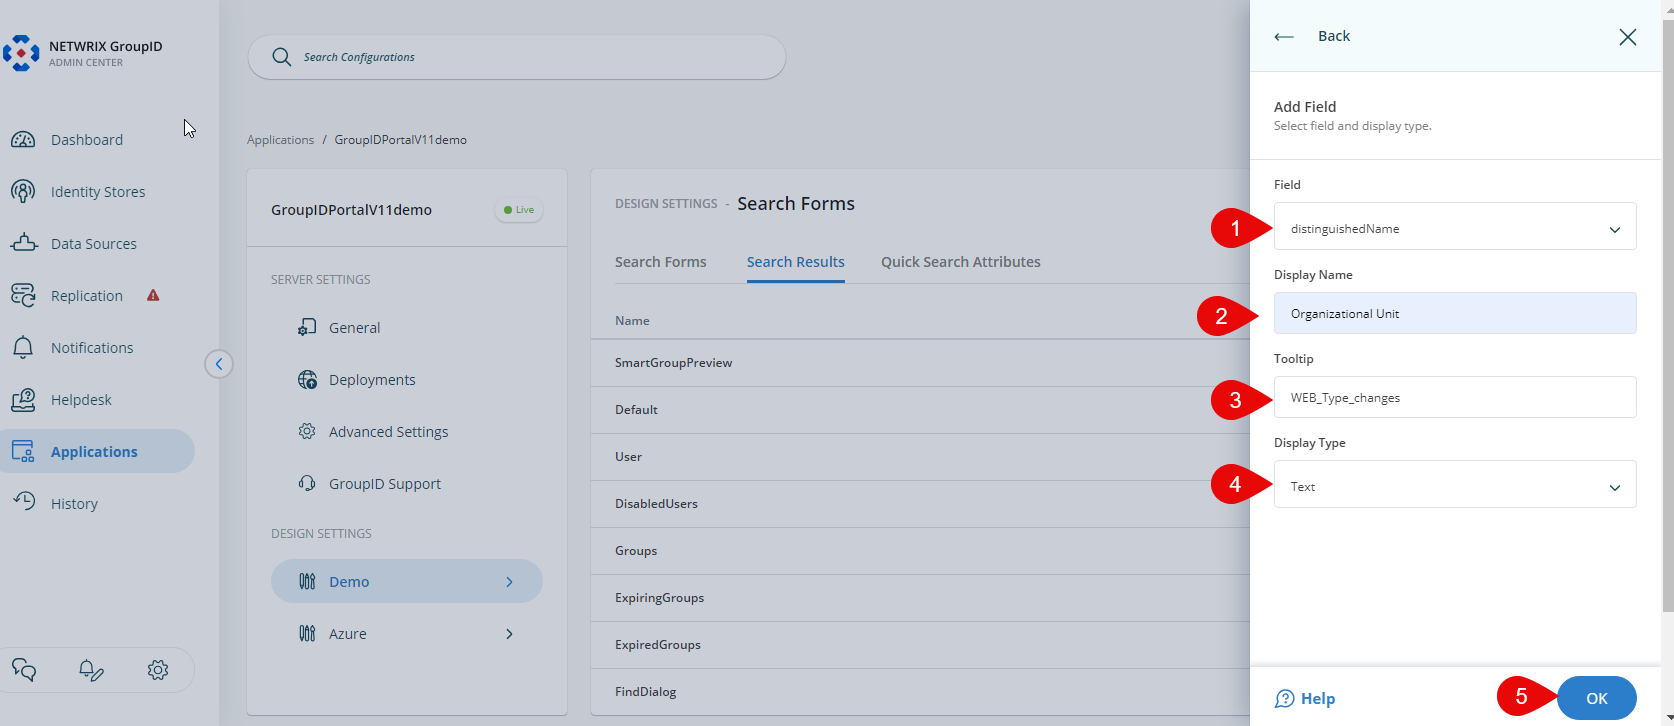 NETWRIX GroupID
ADMIN CENTER
Dashboard
Identity Stores
Data Sources
Replication
Notifications
Helpdesk
Applications
History
Search Configurations
Applications / GroupIDPortalV11demo
GroupIDPortalV11demo
Live
SERVER SETTINGS
General
Deployments
Advanced Settings
GroupID Support
DESIGN SETTINGS
Demo
Azure
DESIGN SETTINGS - Search Forms
Search Forms Search Results Quick Search Attributes
Name
SmartGroupPreview
Default
User
DisabledUsers
Groups
ExpiringGroups
ExpiredGroups
FindDialog
Back
Add Field
Select field and display type.
Field
1 distinguishedName
Display Name
2 Organizational Unit
Tooltip
3 WEB_Type_changes
Display Type
4 Text
Help
5 OK